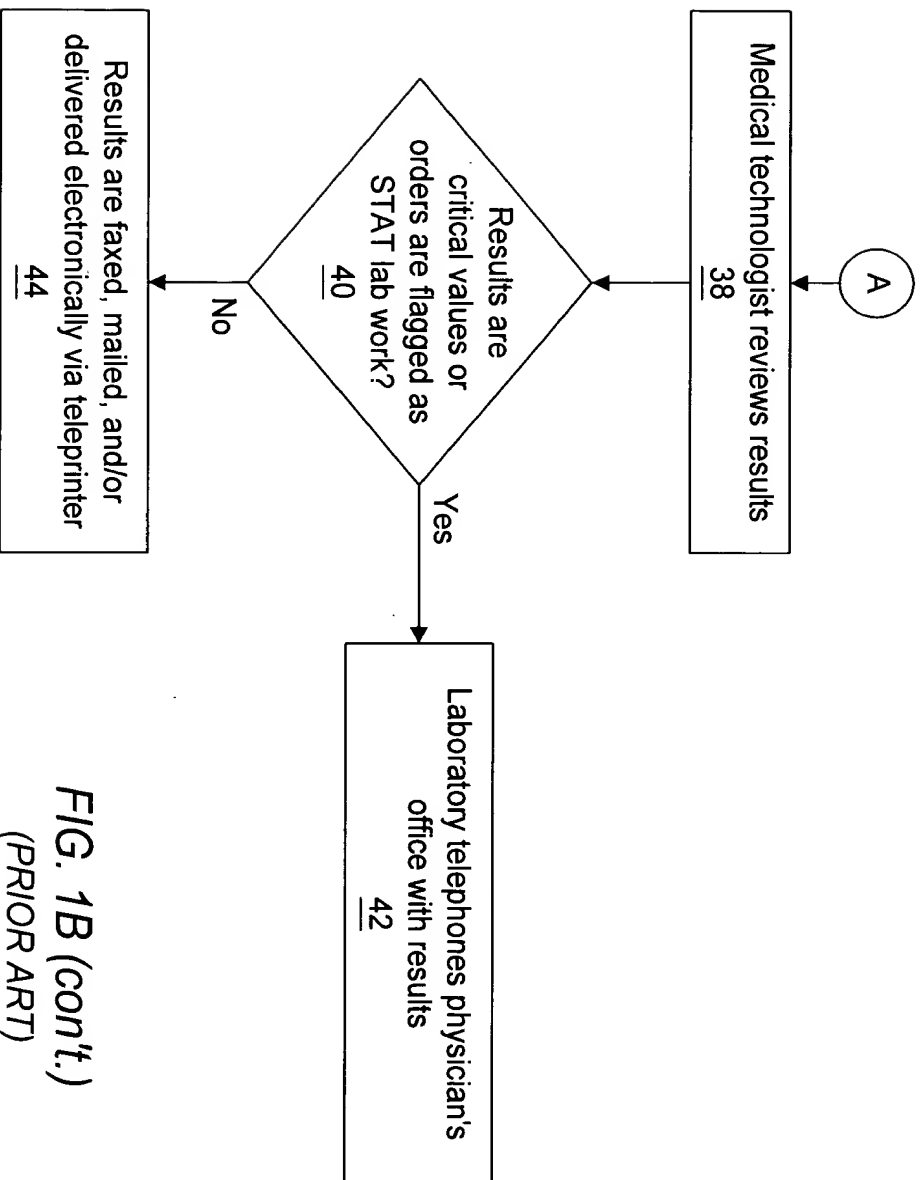 A
Medical technologist reviews results
38
Results are
critical values or
orders are flagged as
STAT lab work?
40
Yes
No
Laboratory telephones physician's
office with results
42
Results are faxed, mailed, and/or
delivered electronically via teleprinter
44
FIG. 1B (con't.)
(PRIOR ART)